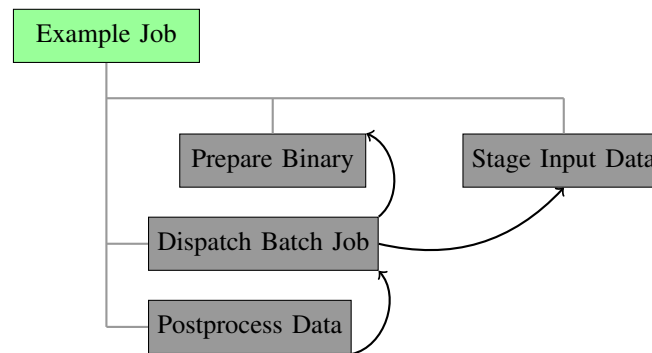 Example Job
Prepare Binary
Stage Input Data
Dispatch Batch Job
Postprocess Data